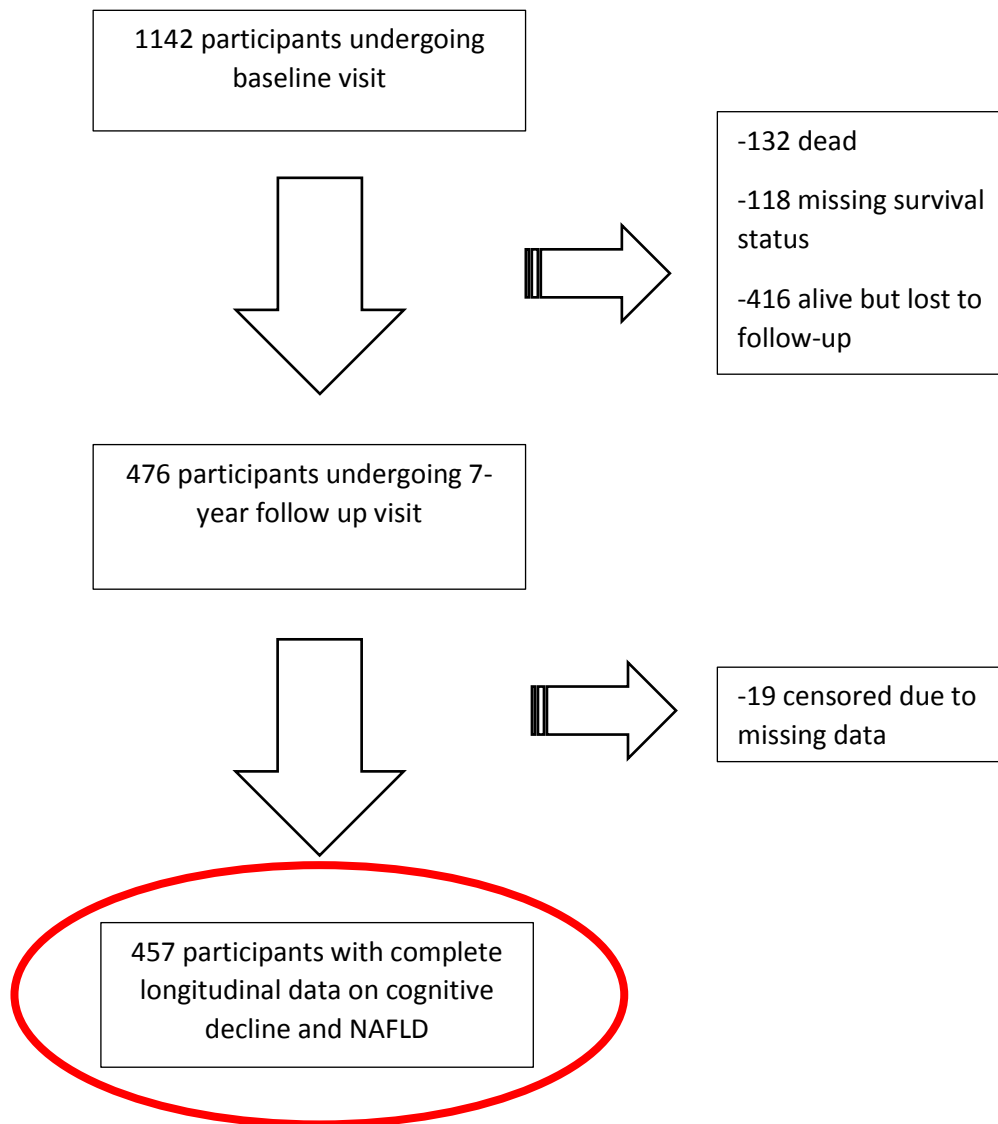 1142 participants undergoing
baseline visit
-132 dead
-118 missing survival
status
-416 alive but lost to
follow-up
476 participants undergoing 7-
year follow up visit
-19 censored due to
missing data
457 participants with complete
longitudinal data on cognitive
decline and NAFLD